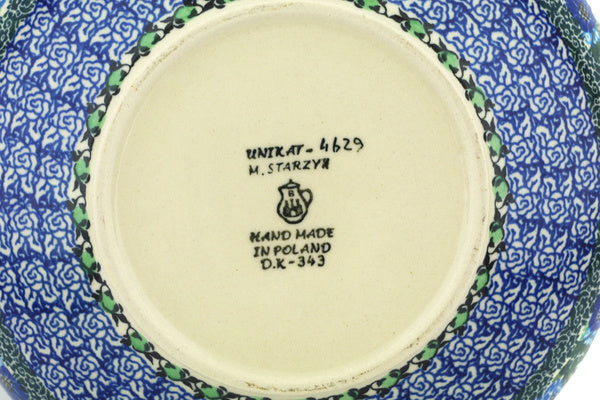 UNIKAT - 4629
M. STARZYK
B
HAND MADE
IN POLAND
D.K - 343